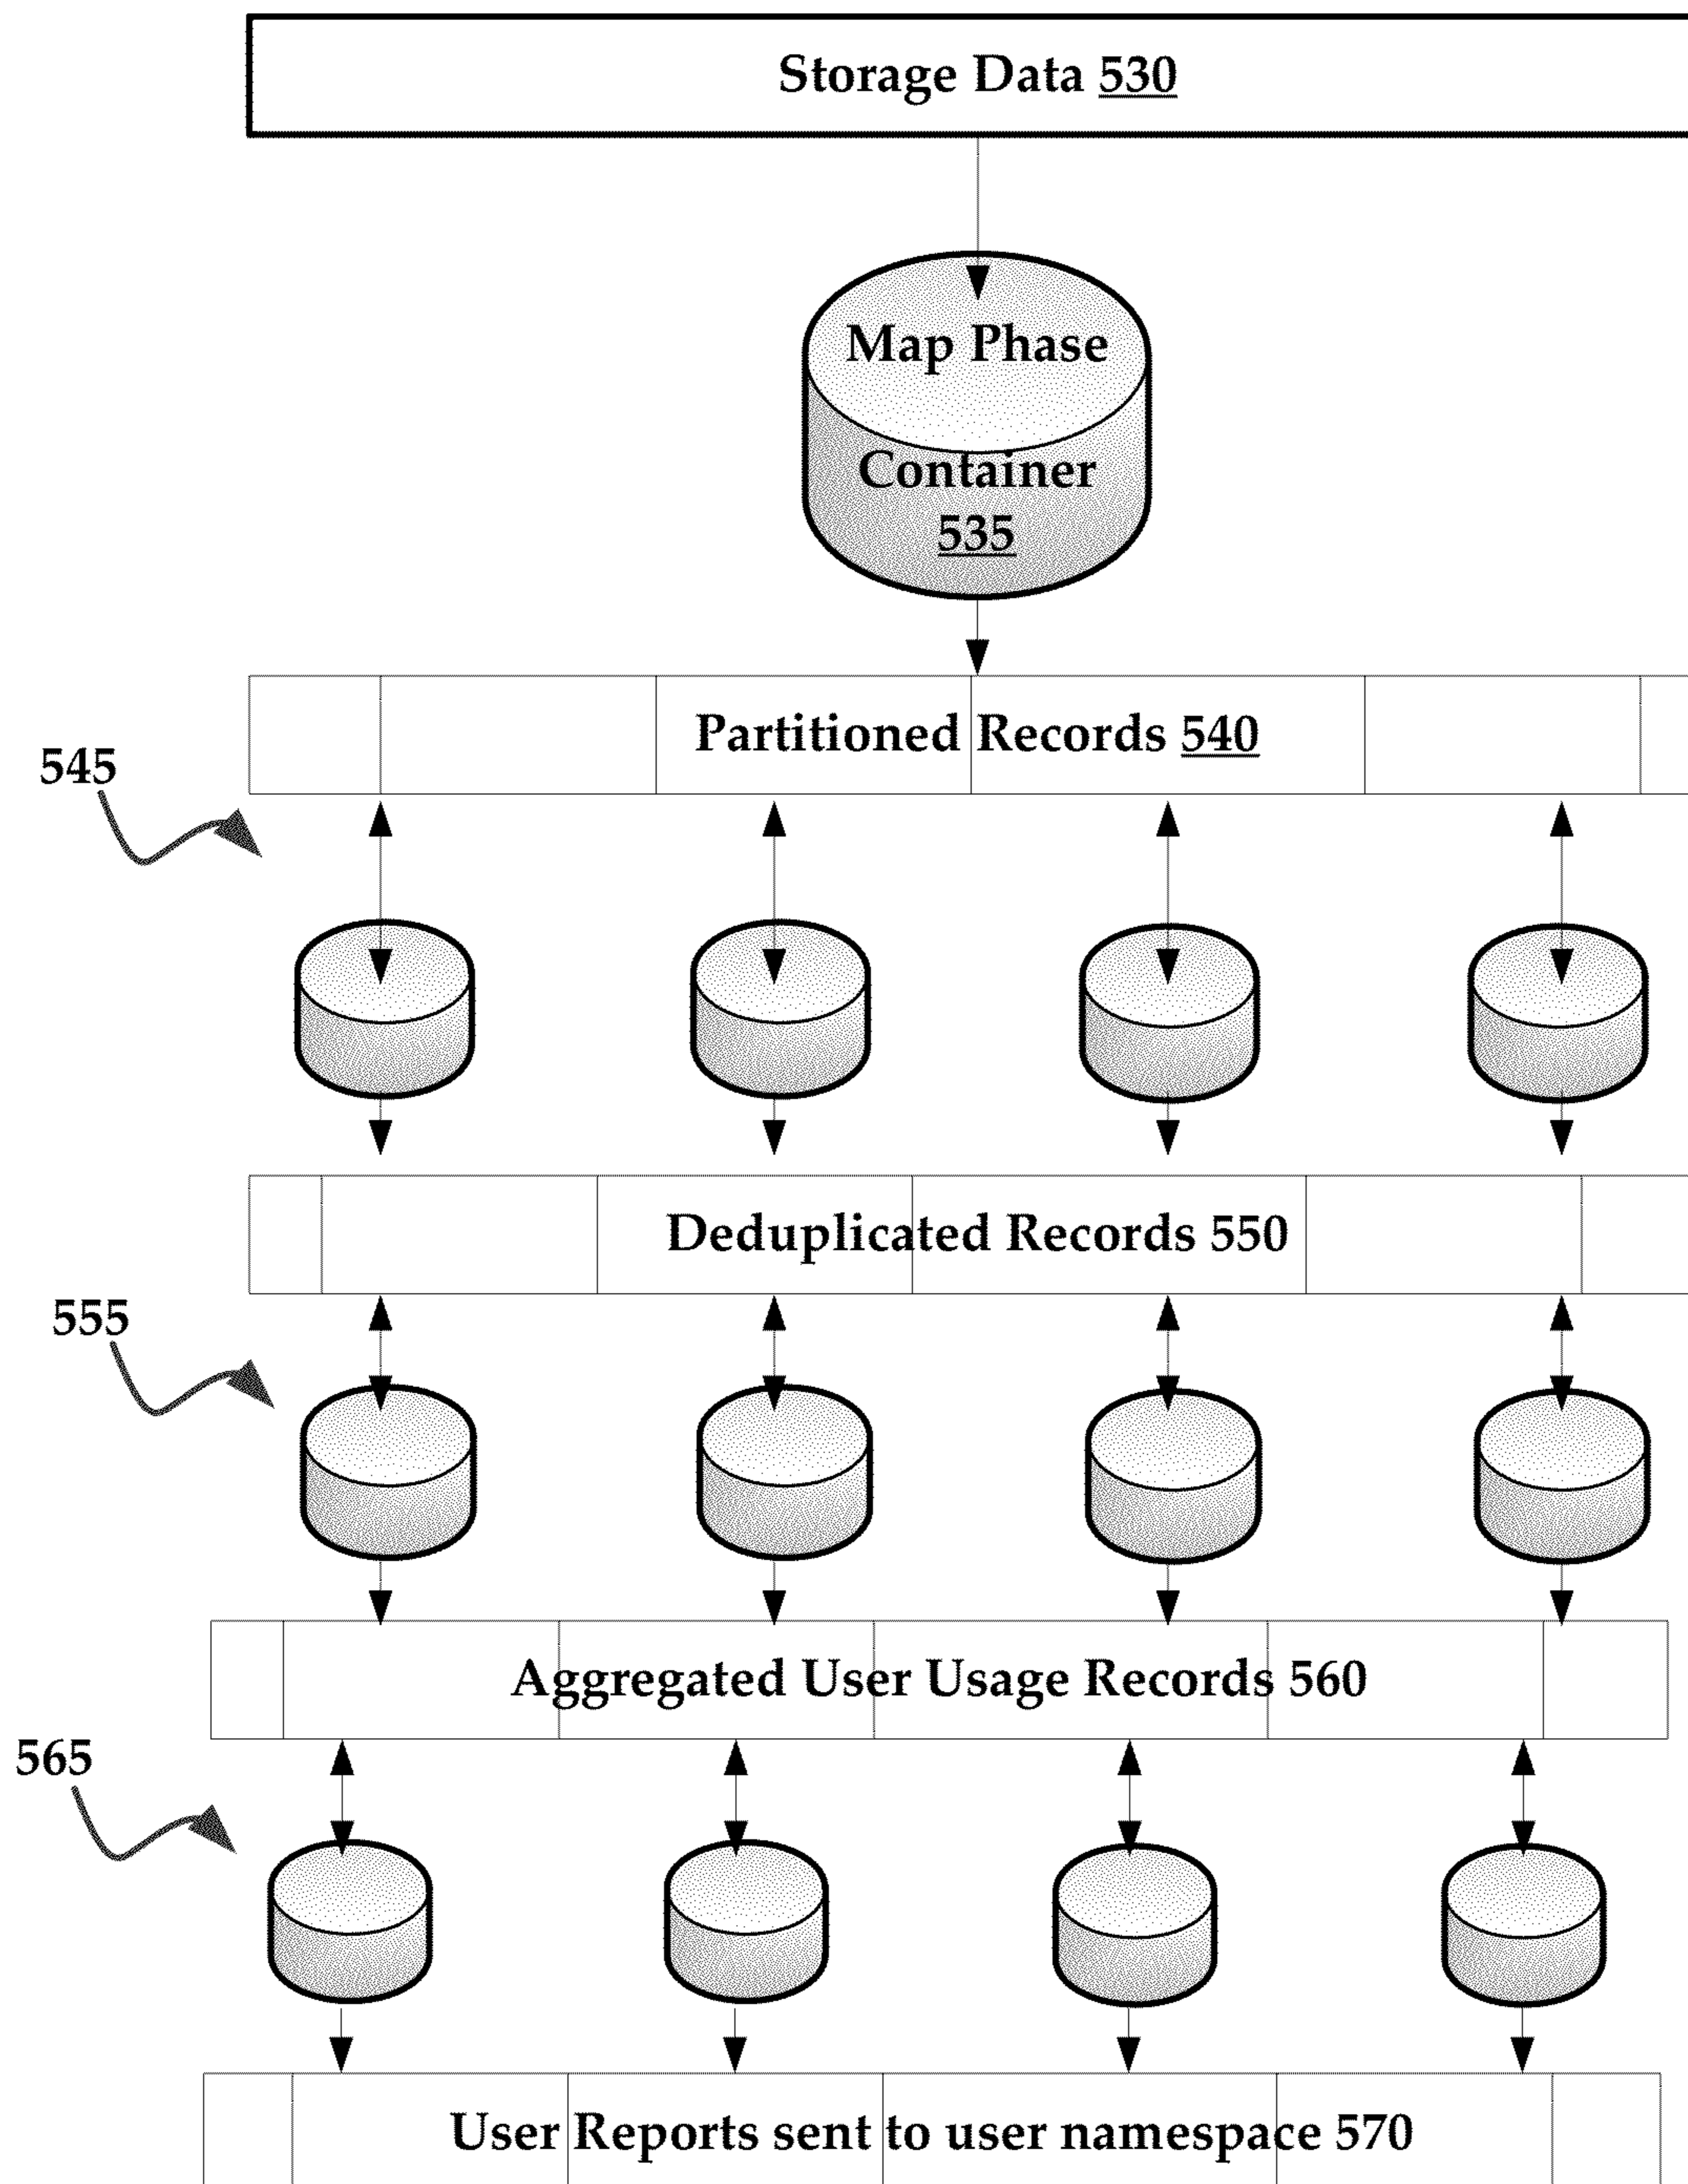 Storage Data 530
Map Phase
Container
535
Partitioned Records 540
545
Deduplicated Records 550
555
Aggregated User Usage Records 560
565
User Reports sent to user namespace 570